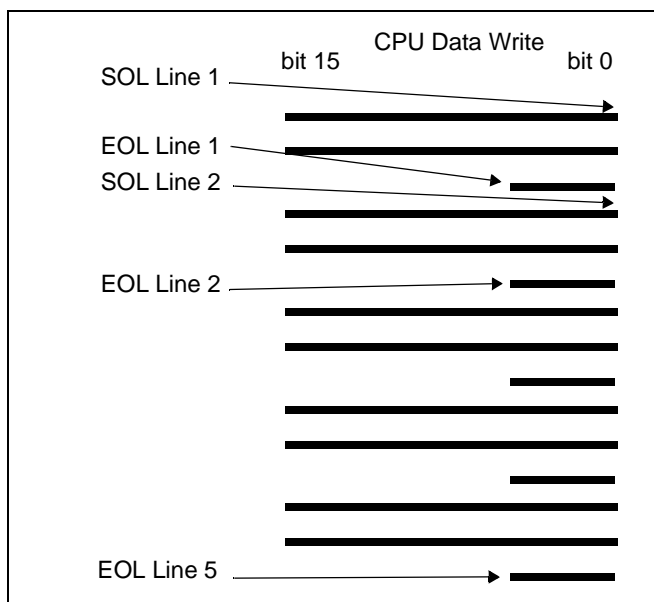 CPU Data Write
bit 15
bit 0
SOL Line 1
EOL Line 1
SOL Line 2
EOL Line 2
EOL Line 5